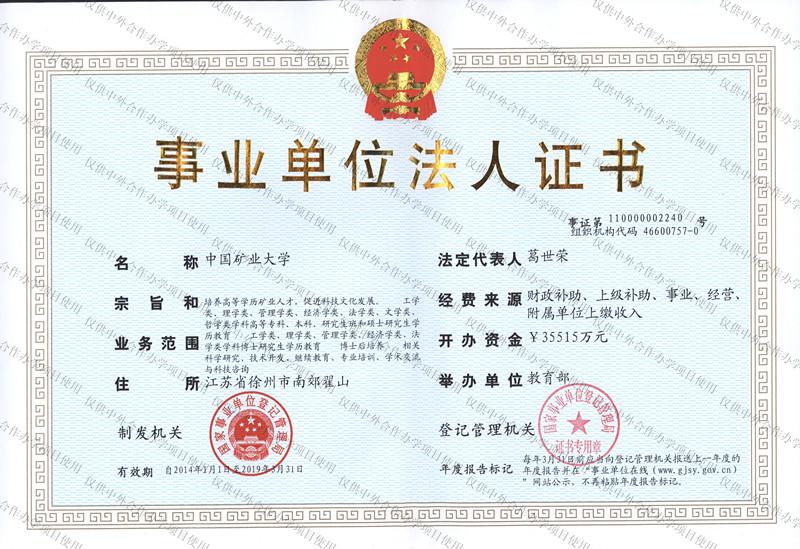 事业单位法人证书
事证第110000002240号
组织机构代码 46600757-0
名称 中国矿业大学
宗旨和业务范围
培养高等学历矿业人才，促进科技文化发展。 工学
类、理学类、管理学类、经济学类、法学类、文学类、
哲学类学科高等专科、本科、研究生班和硕士研究生学
历教育 工学类、理学类、管理学类、经济学类、法
学类学科博士研究生学历教育 博士后培养 相关
科学研究、技术开发、继续教育、专业培训、学术交流
与科技咨询
住所 江苏省徐州市南郊翟山
制发机关
国家事业单位登记管理局
有效期 自2014年1月1日至2019年3月31日
法定代表人 葛世荣
经费来源 财政补助、上级补助、事业、经营、
附属单位上缴收入
开办资金 ￥35515万元
举办单位 教育部
登记管理机关
国家事业单位登记管理局
证书专用章
年度报告标记
每年3月31日前应当向登记管理机关报送上一年度的
年度报告并在“事业单位在线（www.gjsy.gov.cn）
”网站公示，不再粘贴年度报告标记。
仅供中外合作办学项目使用